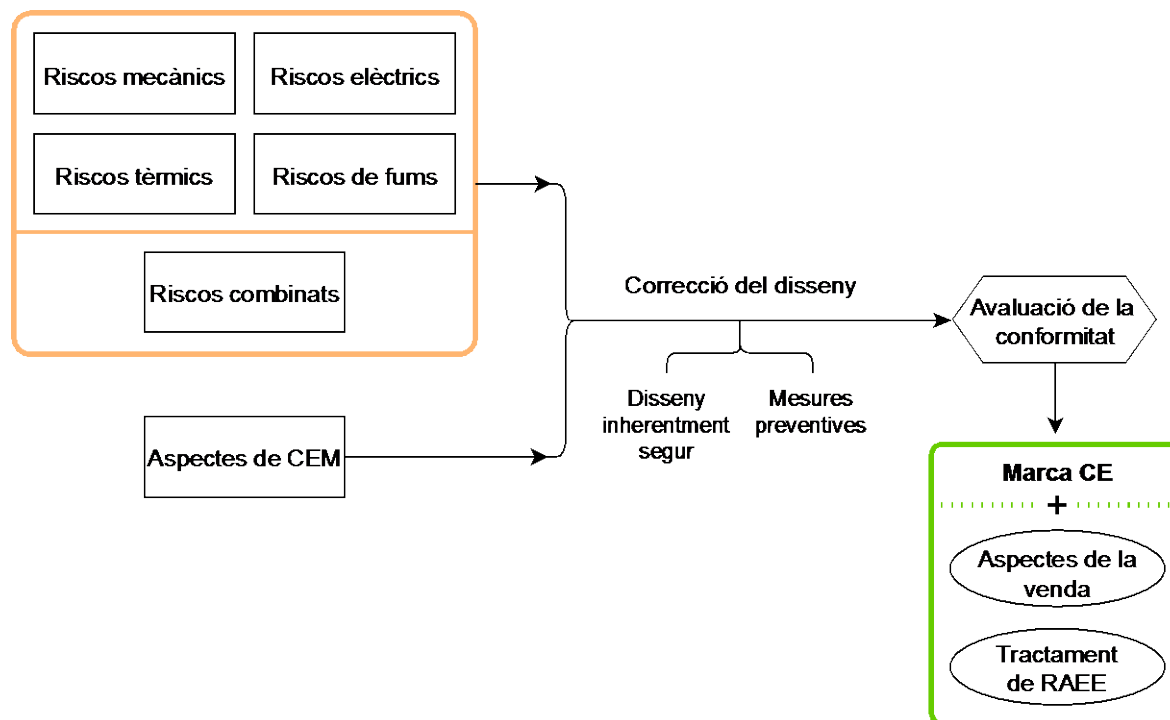 Riscos mecànics
Riscos elèctrics
Riscos tèrmics
Riscos de fums
Riscos combinats
Aspectes de CEM
Correcció del disseny
Disseny
inherentment
segur
Mesures
preventives
Avaluació de la
conformitat
Marca CE
+
Aspectes de la
venda
Tractament
de RAEE